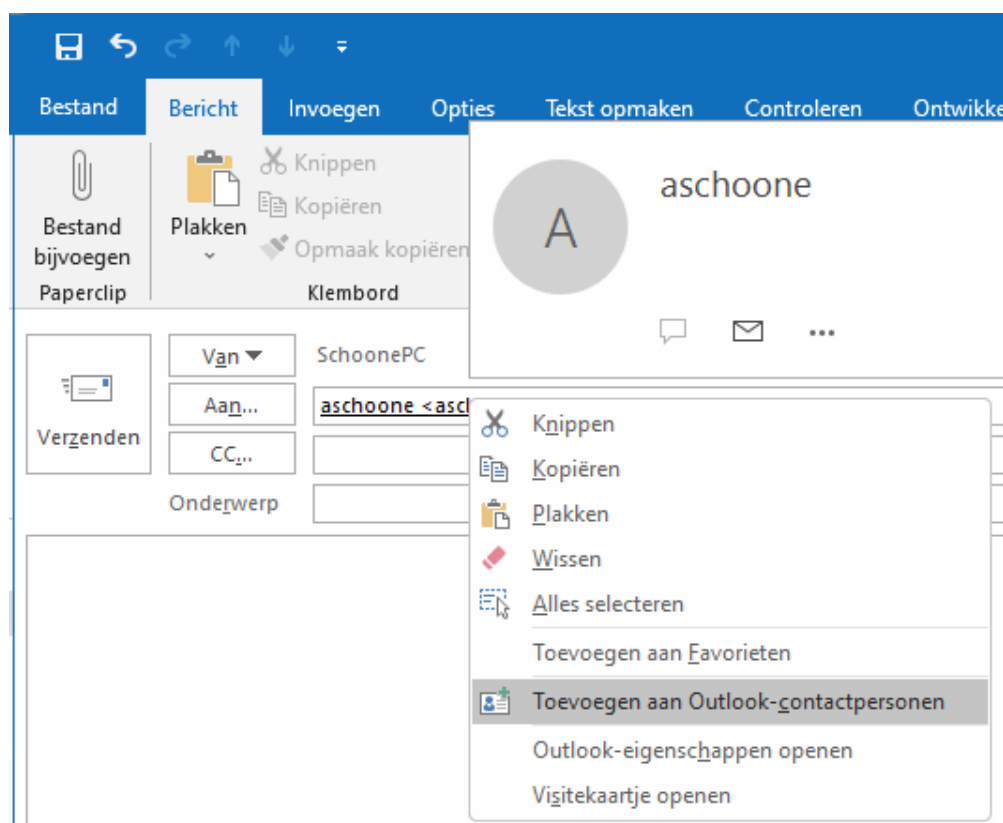 Bestand Bericht Invoegen Opties Tekst opmaken Controleren Ontwikke
Bestand
bijvoegen
Paperclip
Plakken
Knippen
Kopiëren
Opmaak kopiëren
Klembord
A
aschoone
Verzenden
Van
SchoonePC
Aan...
aschoone <asc
CC...
Onderwerp
Knippen
Kopiëren
Plakken
Wissen
Alles selecteren
Toevoegen aan Favorieten
Toevoegen aan Outlook-contactpersonen
Outlook-eigenschappen openen
Visitekaartje openen